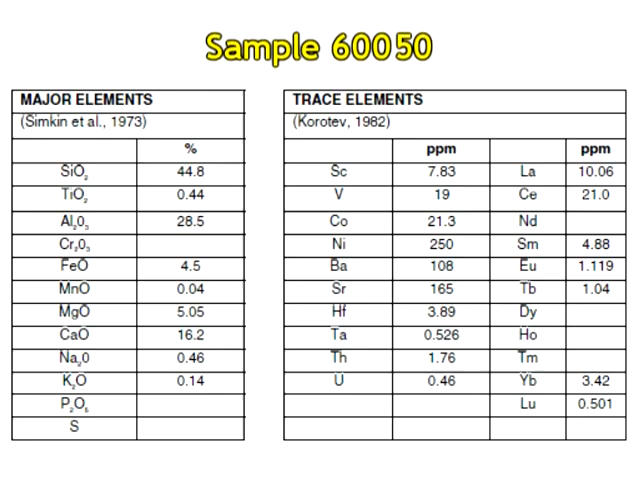 Sample 60050
MAJOR ELEMENTS
(Simkin et al., 1973)
%
SiO₂ 44.8
TiO₂ 0.44
Al₂0₃ 28.5
Cr₂0₃
FeO 4.5
MnO 0.04
MgO 5.05
CaO 16.2
Na₂0 0.46
K₂O 0.14
P₂O₅
S
TRACE ELEMENTS
(Korotev, 1982)
ppm ppm
Sc 7.83 La 10.06
V 19 Ce 21.0
Co 21.3 Nd
Ni 250 Sm 4.88
Ba 108 Eu 1.119
Sr 165 Tb 1.04
Hf 3.89 Dy
Ta 0.526 Ho
Th 1.76 Tm
U 0.46 Yb 3.42
Lu 0.501